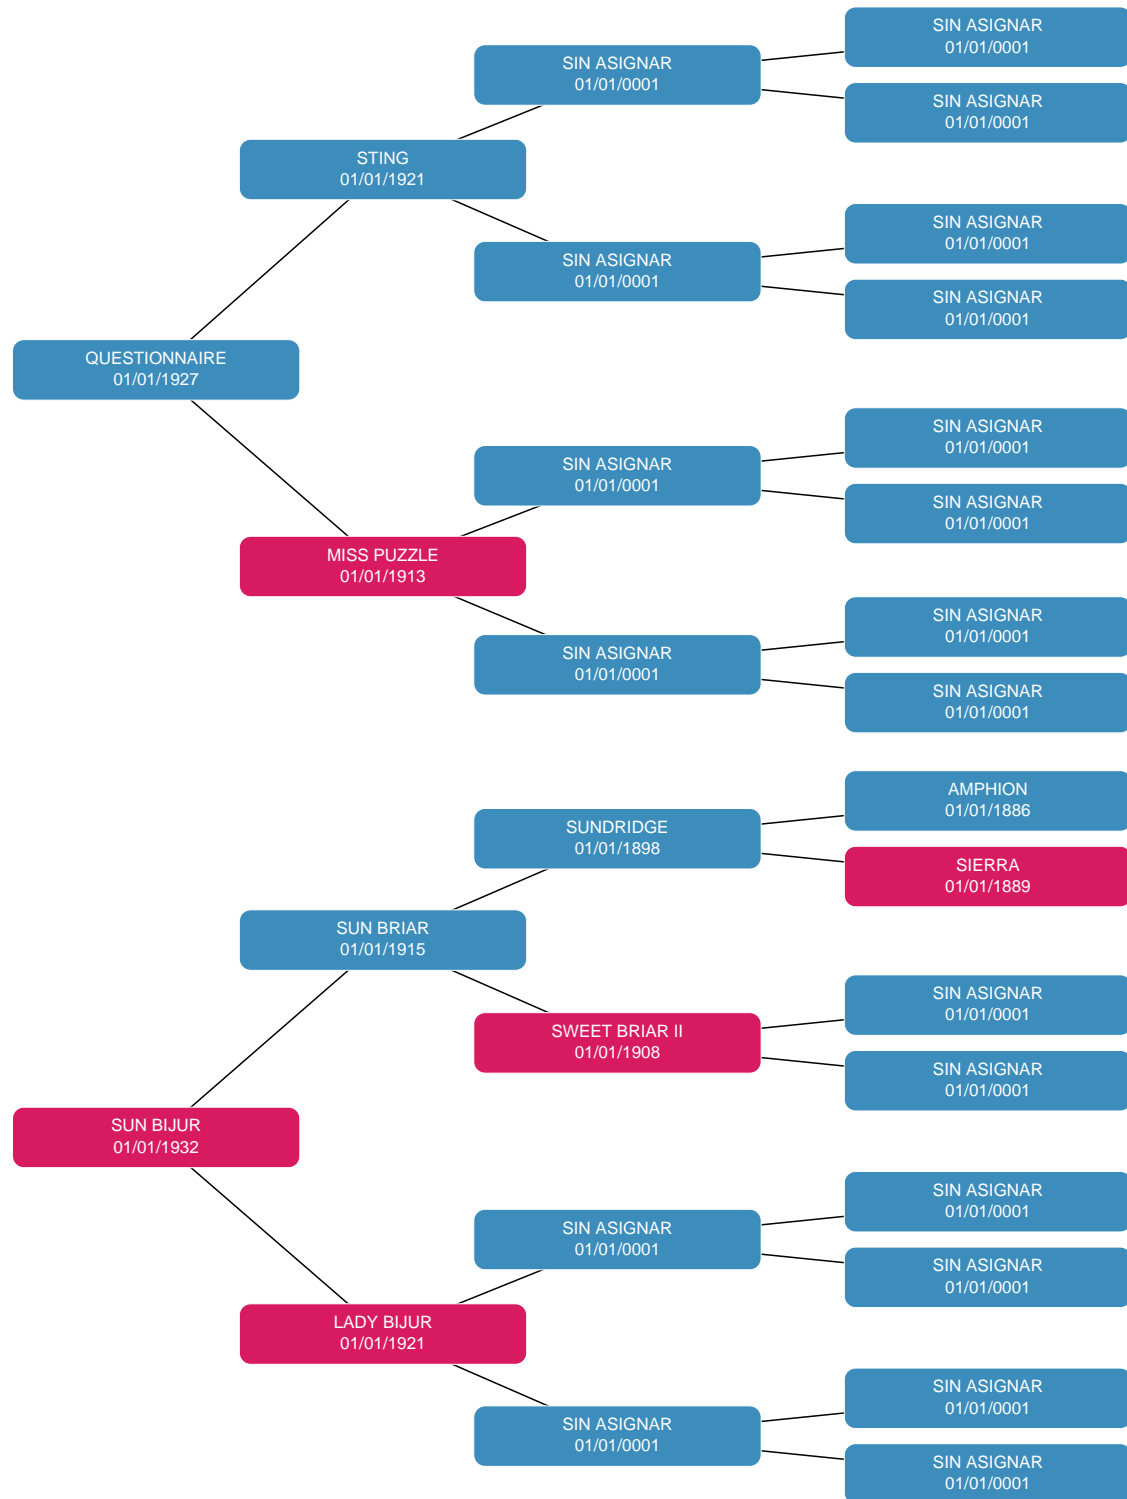 SIN ASIGNAR
01/01/0001
SIN ASIGNAR
01/01/0001
SIN ASIGNAR
01/01/0001
STING
01/01/1921
SIN ASIGNAR
01/01/0001
SIN ASIGNAR
01/01/0001
SIN ASIGNAR
01/01/0001
QUESTIONNAIRE
01/01/1927
SIN ASIGNAR
01/01/0001
SIN ASIGNAR
01/01/0001
SIN ASIGNAR
01/01/0001
MISS PUZZLE
01/01/1913
SIN ASIGNAR
01/01/0001
SIN ASIGNAR
01/01/0001
SIN ASIGNAR
01/01/0001
AMPHION
01/01/1886
SUNDRIDGE
01/01/1898
SIERRA
01/01/1889
SUN BRIAR
01/01/1915
SIN ASIGNAR
01/01/0001
SWEET BRIAR II
01/01/1908
SIN ASIGNAR
01/01/0001
SUN BIJUR
01/01/1932
SIN ASIGNAR
01/01/0001
SIN ASIGNAR
01/01/0001
SIN ASIGNAR
01/01/0001
LADY BIJUR
01/01/1921
SIN ASIGNAR
01/01/0001
SIN ASIGNAR
01/01/0001
SIN ASIGNAR
01/01/0001